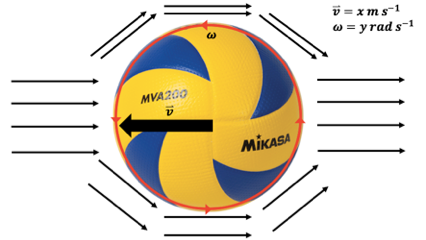 v⃗ = x m s⁻¹
ω = y rad s⁻¹
ω
MVA200
v⃗
MIKASA